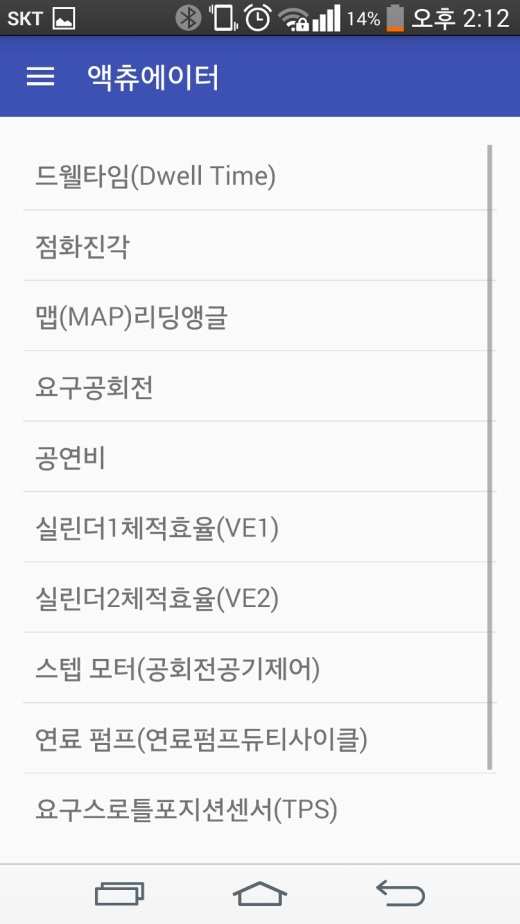 SKT 14% 오후 2:12
액츄에이터
드웰타임(Dwell Time)
점화진각
맵(MAP)리딩앵글
요구공회전
공연비
실린더1체적효율(VE1)
실린더2체적효율(VE2)
스텝 모터(공회전공기제어)
연료 펌프(연료펌프듀티사이클)
요구스로틀포지션센서(TPS)